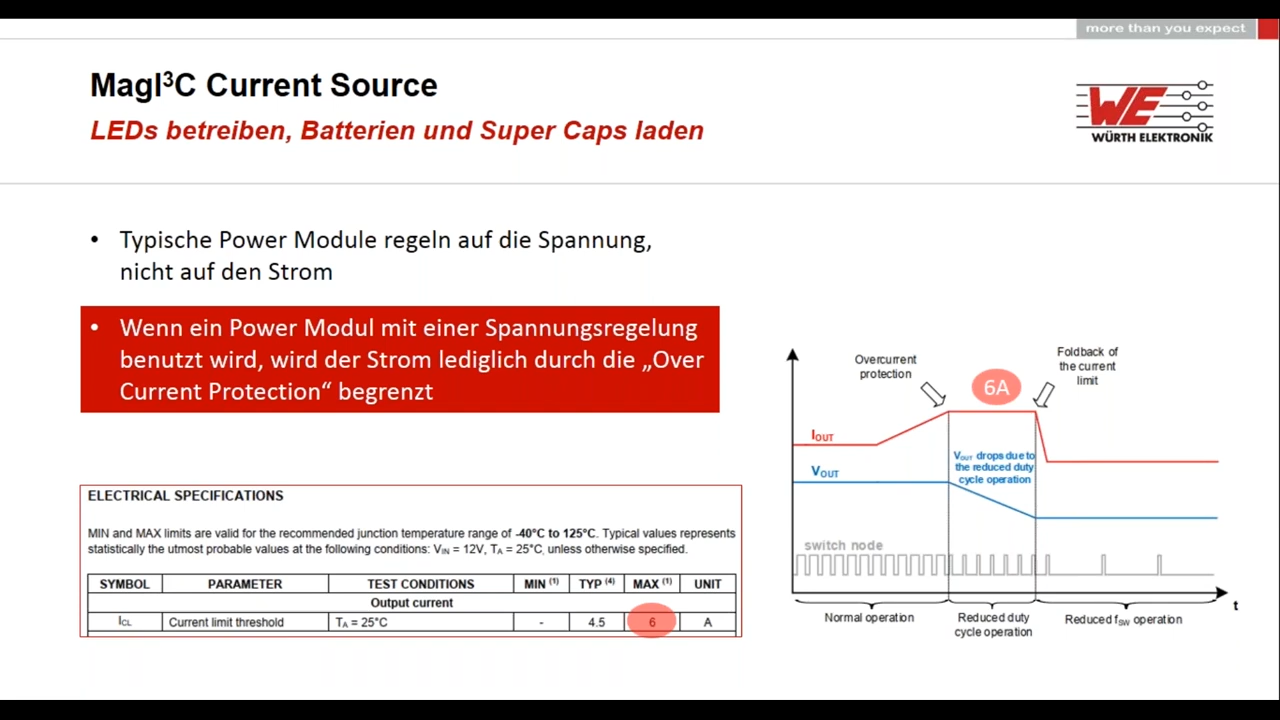 more than you expect
MagI³C Current Source
LEDs betreiben, Batterien und Super Caps laden
WE
WÜRTH ELEKTRONIK
• Typische Power Module regeln auf die Spannung,
nicht auf den Strom
• Wenn ein Power Modul mit einer Spannungsregelung
benutzt wird, wird der Strom lediglich durch die „Over
Current Protection“ begrenzt
ELECTRICAL SPECIFICATIONS
MIN and MAX limits are valid for the recommended junction temperature range of -40°C to 125°C. Typical values represents
statistically the utmost probable values at the following conditions: VIN = 12V, TA = 25°C, unless otherwise specified.
SYMBOL PARAMETER TEST CONDITIONS MIN (1) TYP (4) MAX (1) UNIT
Output current
ICL Current limit threshold TA = 25°C - 4.5 6 A
Overcurrent
protection
6A
Foldback of
the current
limit
IOUT
VOUT
VOUT drops due to
the reduced duty
cycle operation
switch node
t
Normal operation
Reduced duty
cycle operation
Reduced fSW operation